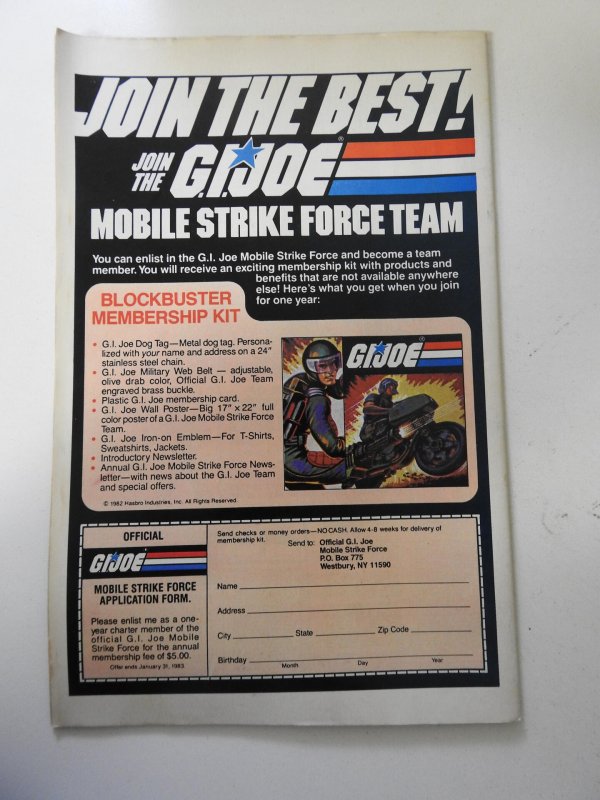 JOIN THE BEST!
JOIN
THE
G.I. JOE®
MOBILE STRIKE FORCE TEAM
You can enlist in the G.I. Joe Mobile Strike Force and become a team
member. You will receive an exciting membership kit with products and
benefits that are not available anywhere
else! Here's what you get when you join
for one year:
BLOCKBUSTER
MEMBERSHIP KIT
• G.I. Joe Dog Tag—Metal dog tag. Persona-
lized with your name and address on a 24"
stainless steel chain.
• G.I. Joe Military Web Belt — adjustable,
olive drab color, Official G.I. Joe Team
engraved brass buckle.
• Plastic G.I. Joe membership card.
• G.I. Joe Wall Poster—Big 17" x 22" full
color poster of a G.I. Joe Mobile Strike Force
Team.
• G.I. Joe Iron-on Emblem—For T-Shirts,
Sweatshirts, Jackets.
• Introductory Newsletter.
• Annual G.I. Joe Mobile Strike Force News-
letter—with news about the G.I. Joe Team
and special offers.
© 1982 Hasbro Industries, Inc. All Rights Reserved.
G.I. JOE
OFFICIAL
G.I. JOE
MOBILE STRIKE FORCE
APPLICATION FORM.
Please enlist me as a one-
year charter member of the
official G.I. Joe Mobile
Strike Force for the annual
membership fee of $5.00.
Offer ends January 31, 1983.
Send checks or money orders—NO CASH. Allow 4-8 weeks for delivery of
membership kit.
Send to: Official G.I. Joe
Mobile Strike Force
P.O. Box 775
Westbury, NY 11590
Name
Address
City State Zip Code
Birthday
Month Day Year